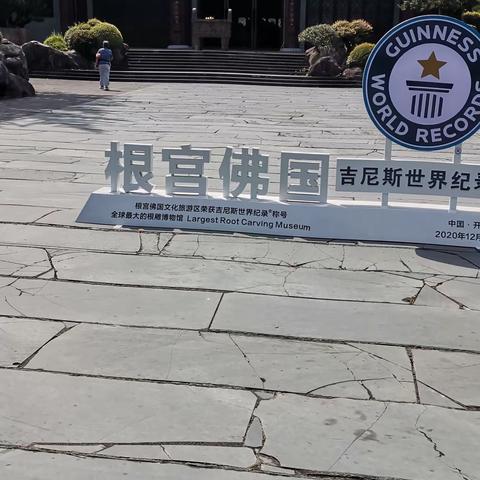 GUINNESS
WORLD RECORDS
根宫佛国
吉尼斯世界纪录
根宫佛国文化旅游区荣获吉尼斯世界纪录®称号
全球最大的根雕博物馆 Largest Root Carving Museum
中国·开
2020年12月